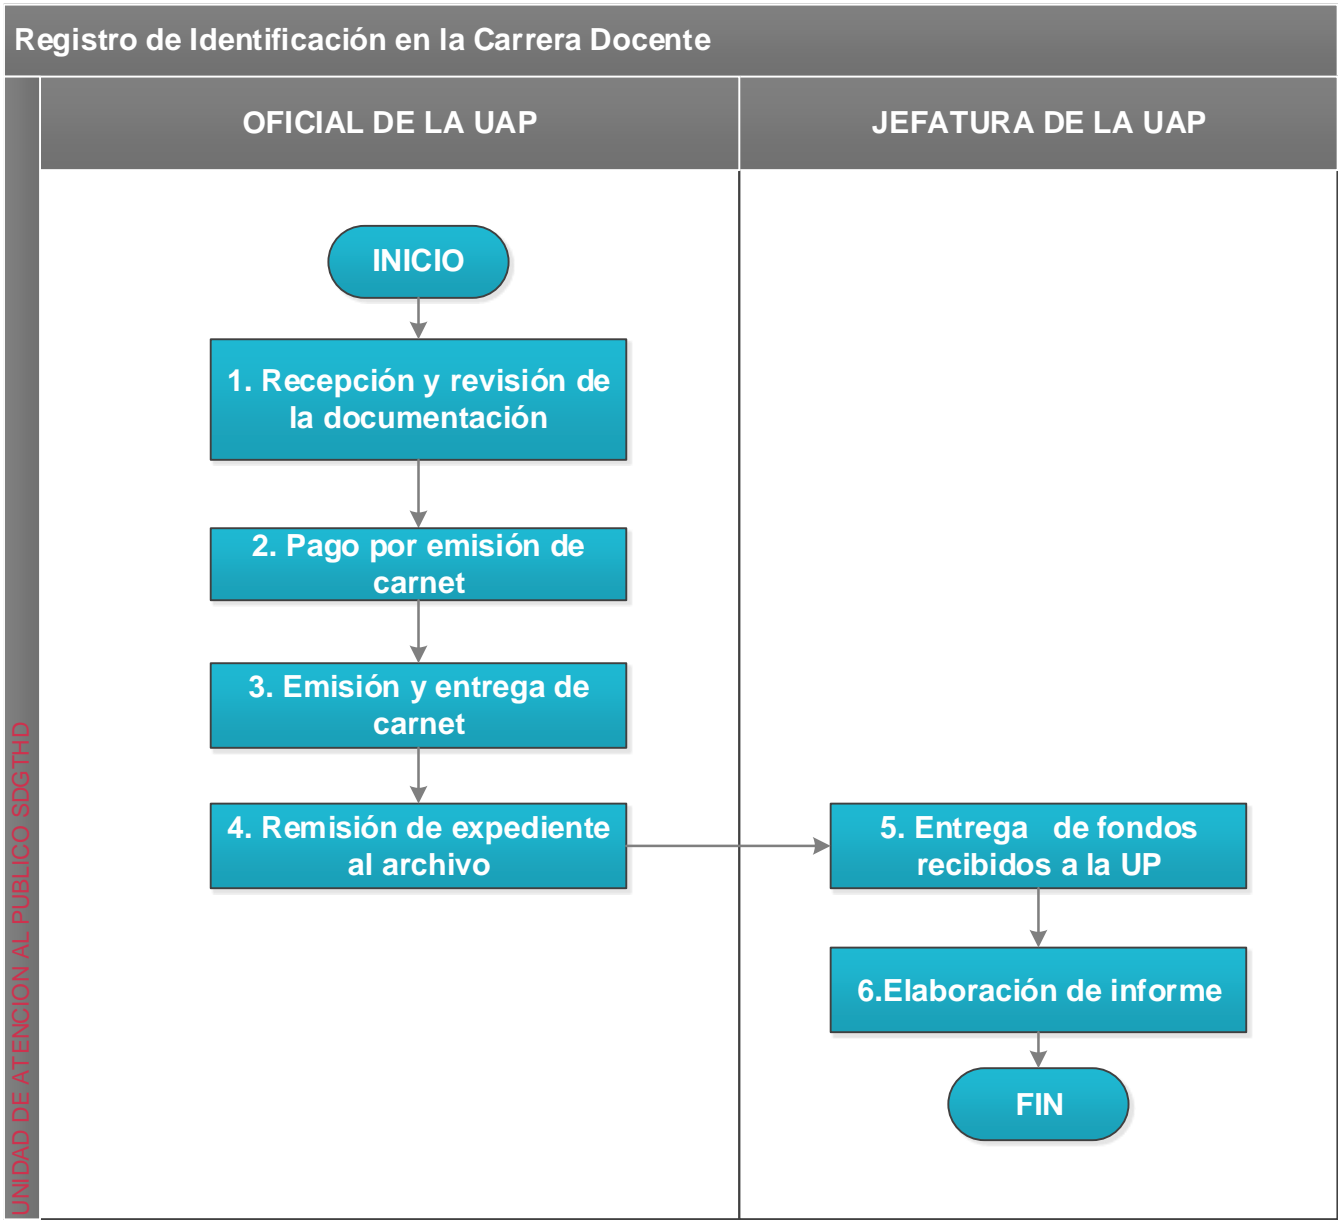 Registro de Identificación en la Carrera Docente
OFICIAL DE LA UAP
JEFATURA DE LA UAP
UNIDAD DE ATENCION AL PUBLICO SDGTHD
INICIO
1. Recepción y revisión de
la documentación
2. Pago por emisión de
carnet
3. Emisión y entrega de
carnet
4. Remisión de expediente
al archivo
5. Entrega de fondos
recibidos a la UP
6.Elaboración de informe
FIN